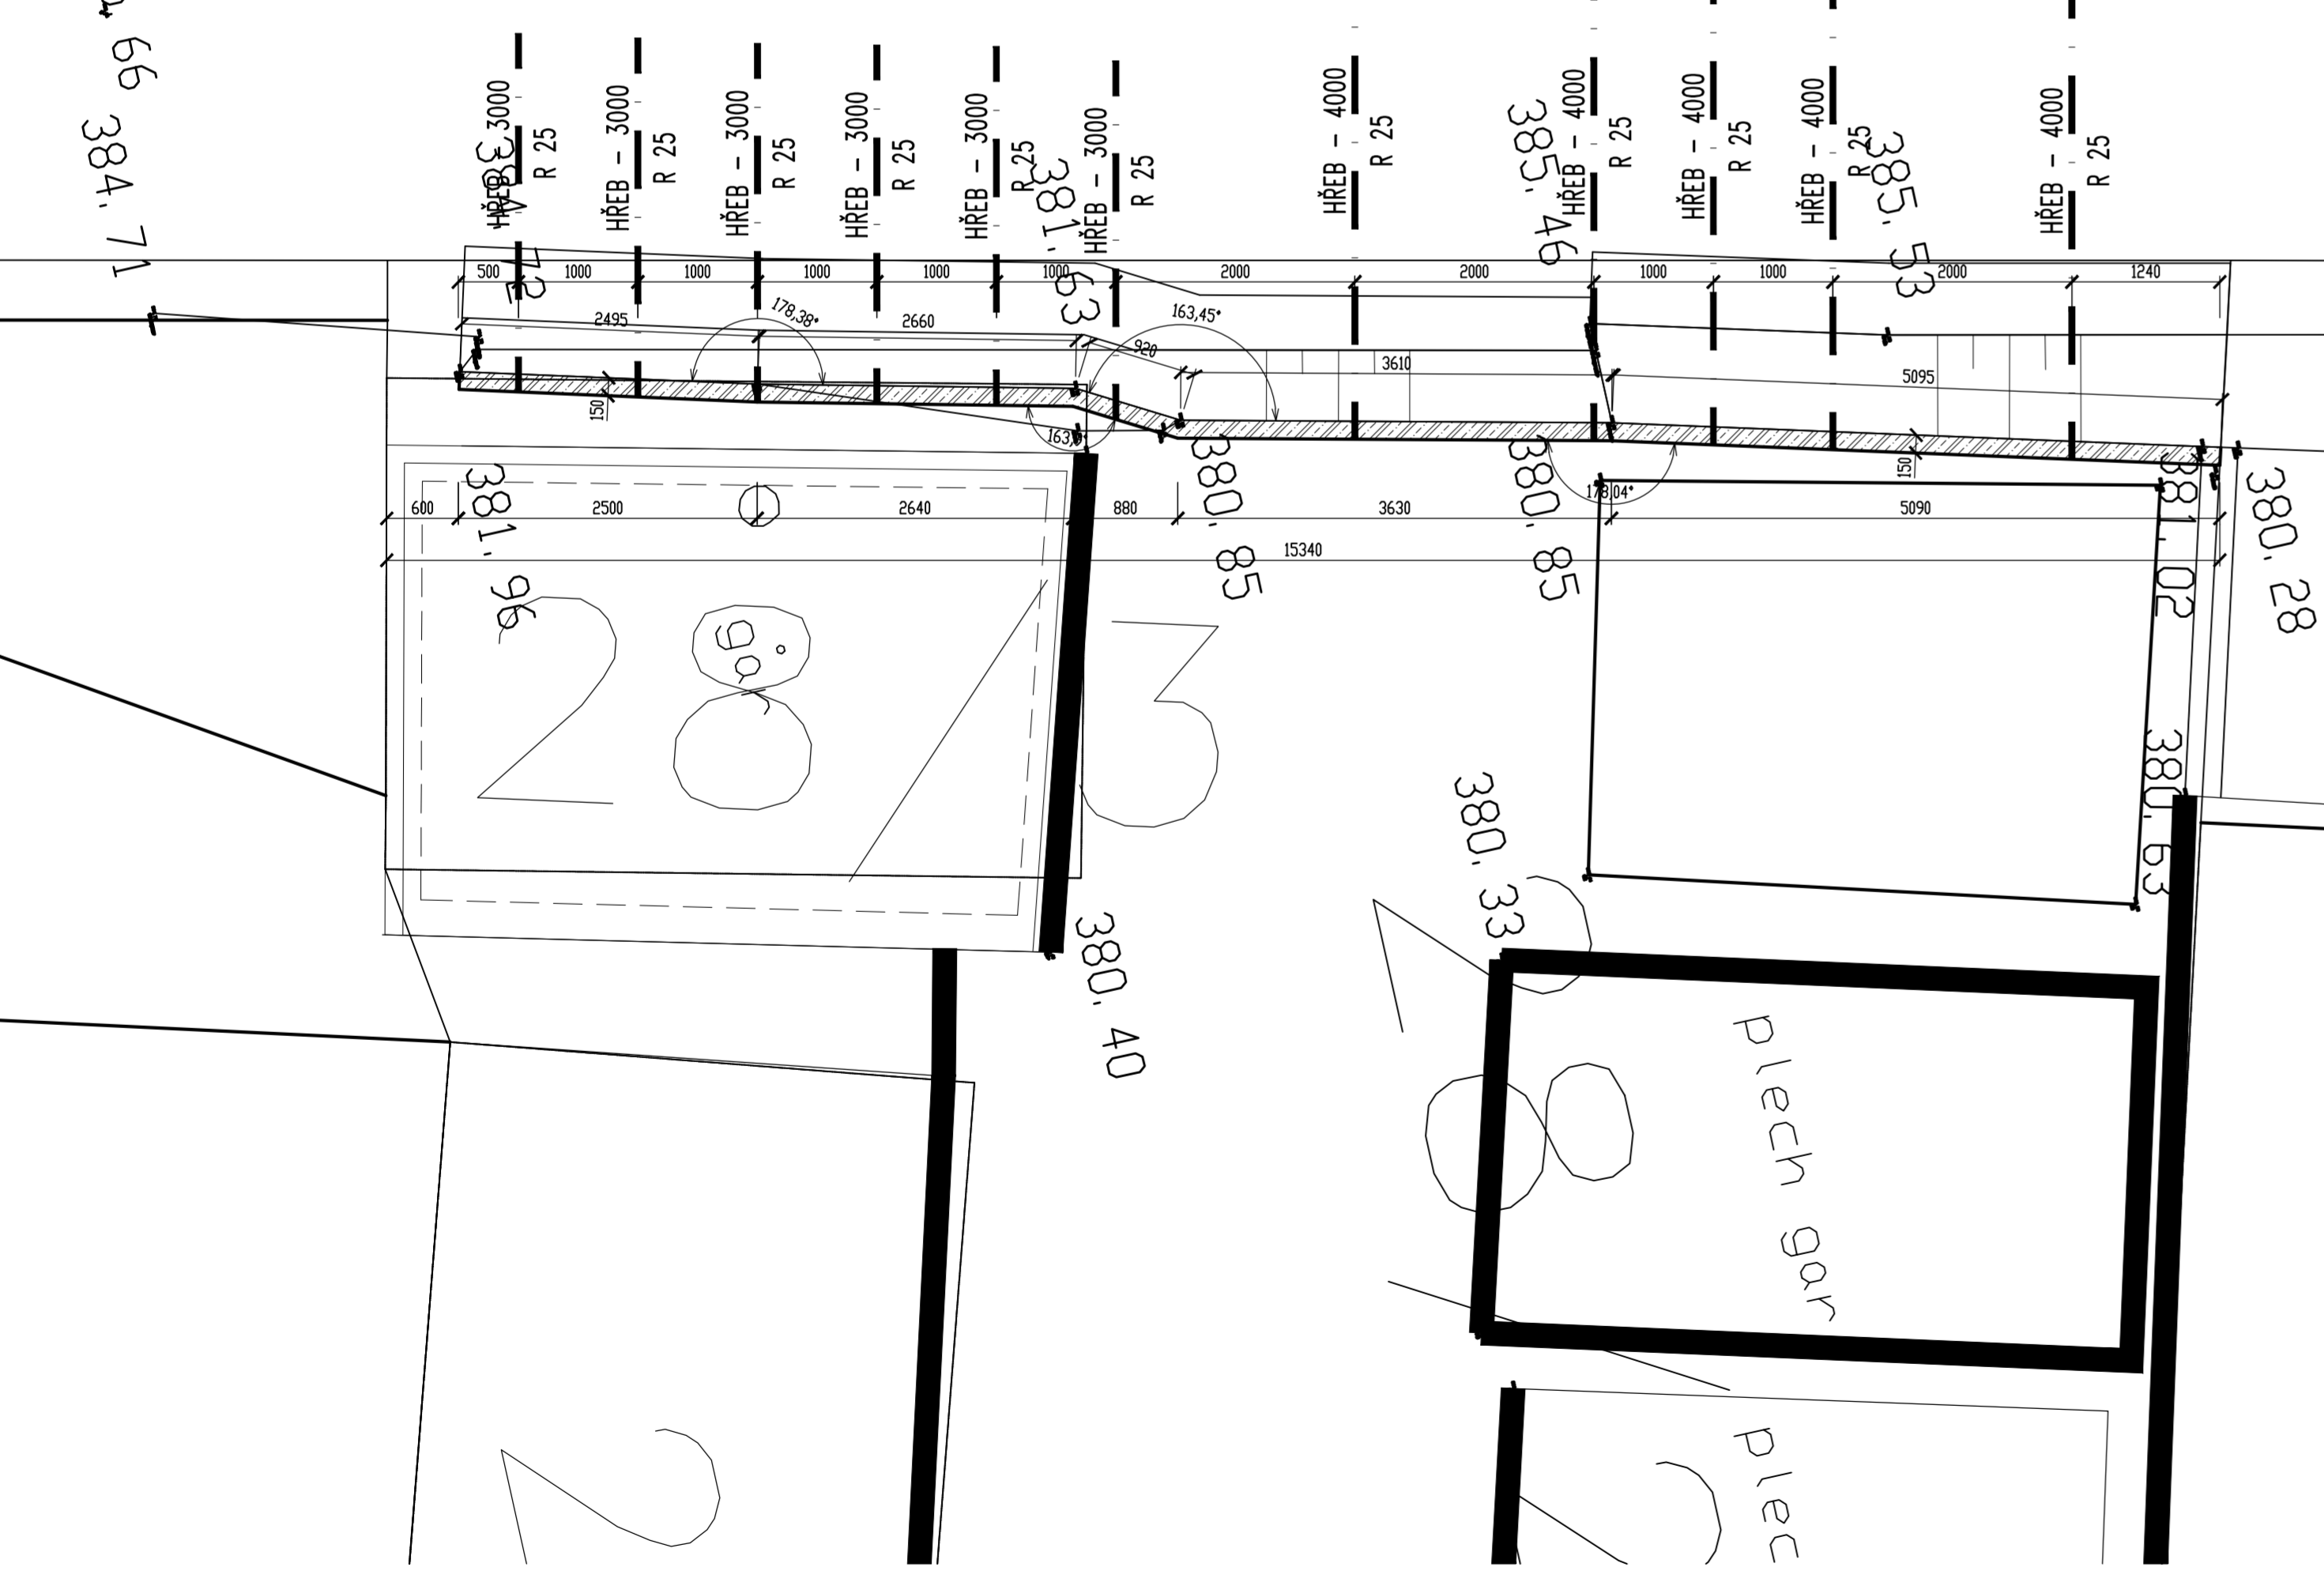 66
384. 71
HŘEB - 3000
R 25
HŘEB - 3000
R 25
HŘEB - 3000
R 25
HŘEB - 3000
R 25
HŘEB - 3000
R 25
HŘEB - 3000
R 25
HŘEB - 4000
R 25
HŘEB - 4000
R 25
HŘEB - 4000
R 25
HŘEB - 4000
R 25
HŘEB - 4000
R 25
381. 63
385. 46
385. 53
500 1000 1000 1000 1000 1000 2000 2000 1000 1000 2000 1240
2495 178,38° 2660 920 163,45° 3610 5095
150
178,04°
150
381. 96
380. 85
380. 85
381. 02
380. 28
600 2500 2640 880 3630 5090
15340
28
gar
3
380. 63
380. 33
380. 40
plech gar
plec